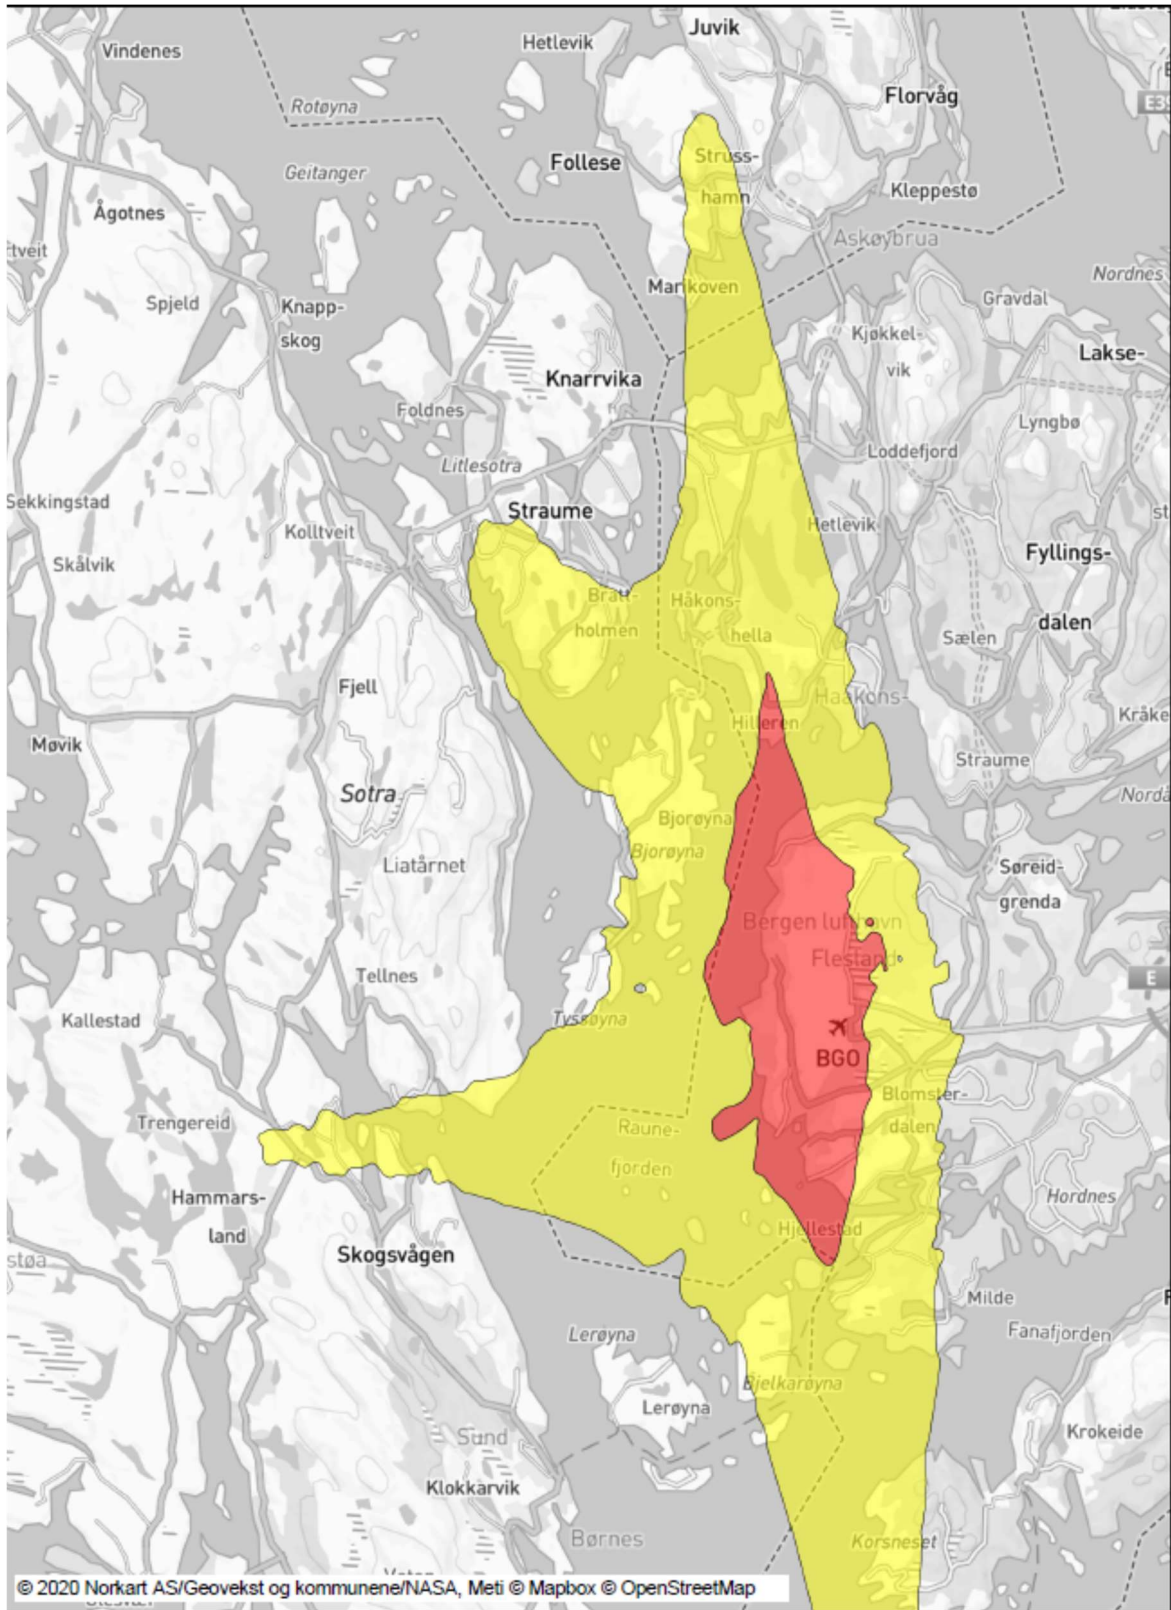 Juvik
Hetlevik
Vindenes
Florvåg
Rotøyna
Follese
Struss-
hamn
Geitanger
Kleppestø
Ågotnes
Askøybrua
Nordnes
Marikoven
Spjeld
Knapp-
skog
Gravdal
Kjøkkel-
vik
Lakse-
Knarrvika
Foldnes
Lyngbø
Loddefjord
Litlesotra
Sekkingstad
Straume
Hetlevik
Kolltveit
Skålvik
Fyllings-
dalen
Bratt-
holmen
Håkons-
hella
Sælen
Fjell
Haakons-
Hilleren
Kråke
Møvik
Straume
Sotra
Bjorøyna
Bjorøyna
Liatårnet
Søreid-
grenda
Bergen lufthavn
Flesland
Tellnes
E
Kallestad
Tyssøyna
BGO
Blomster-
dalen
Trengereid
Raune-
fjorden
Hammars-
land
Hordnes
Hjellestad
Skogsvågen
støa
Milde
Lerøyna
Fanafjorden
Bjelkarøyna
Lerøyna
Krokeide
Sund
Klokkarvik
Børnes
Korsneset
© 2020 Norkart AS/Geovekst og kommunene/NASA, Meti © Mapbox © OpenStreetMap